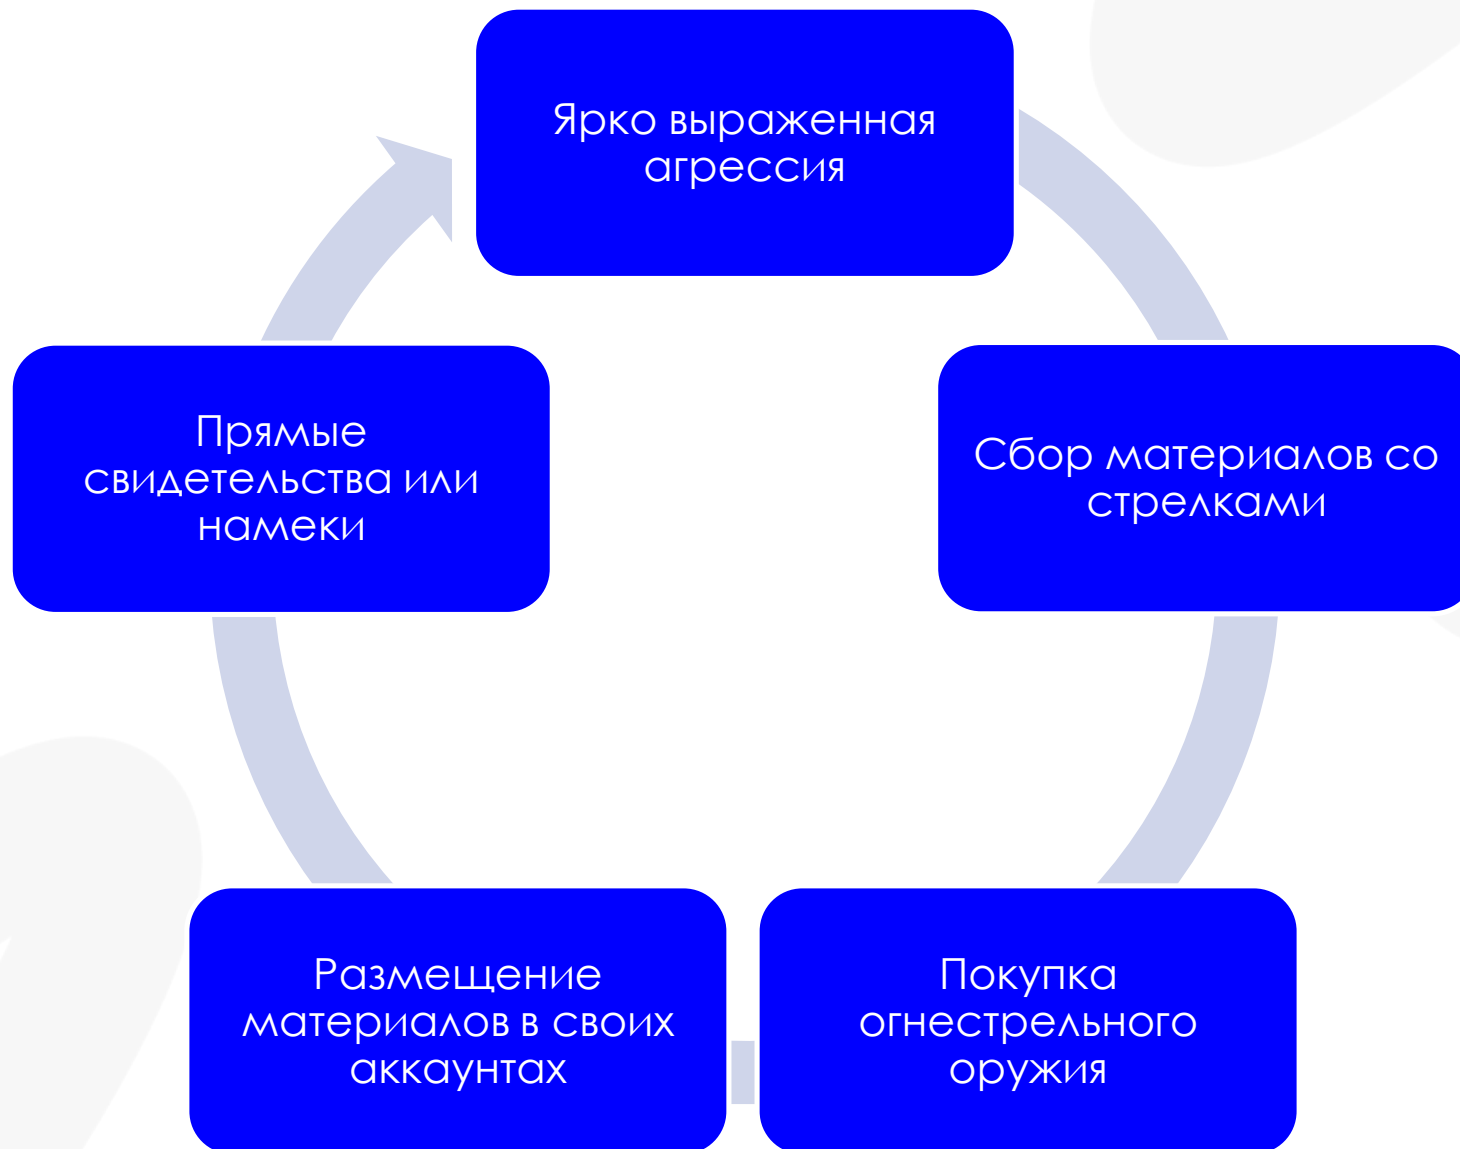 Ярко выраженная
агрессия
Сбор материалов со
стрелками
Покупка
огнестрельного
оружия
Размещение
материалов в своих
аккаунтах
Прямые
свидетельства или
намеки